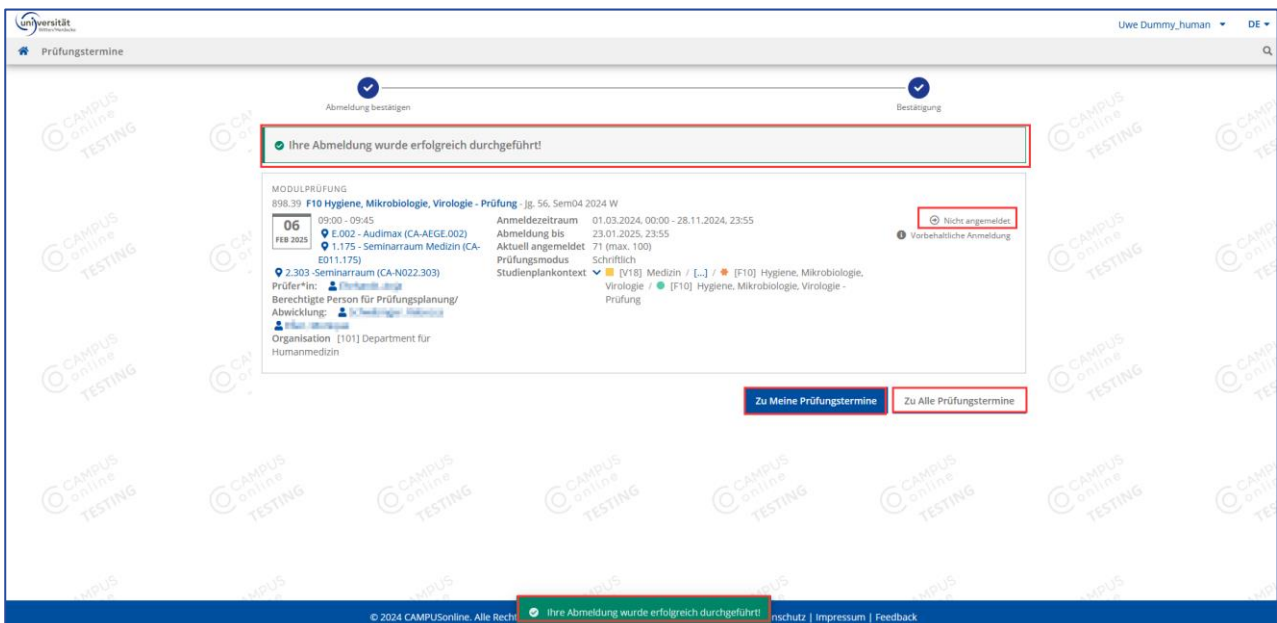 universität
Witten/Herdecke
Uwe Dummy_human
DE
Prüfungstermine
Abmeldung bestätigen
Bestätigung
Ihre Abmeldung wurde erfolgreich durchgeführt!
MODULPRÜFUNG
898.39 F10 Hygiene, Mikrobiologie, Virologie - Prüfung - Jg. 56, Sem04 2024 W
06
FEB 2025
09:00 - 09:45
E.002 - Audimax (CA-AEGE.002)
1.175 - Seminarraum Medizin (CA-
E011.175)
2.303 -Seminarraum (CA-N022.303)
Prüfer*in:
Berechtigte Person für Prüfungsplanung/
Abwicklung:
Organisation [101] Department für
Humanmedizin
Anmeldezeitraum 01.03.2024, 00:00 - 28.11.2024, 23:55
Abmeldung bis 23.01.2025, 23:55
Aktuell angemeldet 71 (max. 100)
Prüfungsmodus Schriftlich
Studienplankontext [V18] Medizin / [...] / [F10] Hygiene, Mikrobiologie,
Virologie / [F10] Hygiene, Mikrobiologie, Virologie -
Prüfung
Nicht angemeldet
Vorbehaltliche Anmeldung
Zu Meine Prüfungstermine
Zu Alle Prüfungstermine
CAMPUS
online
TESTING
© 2024 CAMPUSonline. Alle Recht
Ihre Abmeldung wurde erfolgreich durchgeführt!
nschutz | Impressum | Feedback